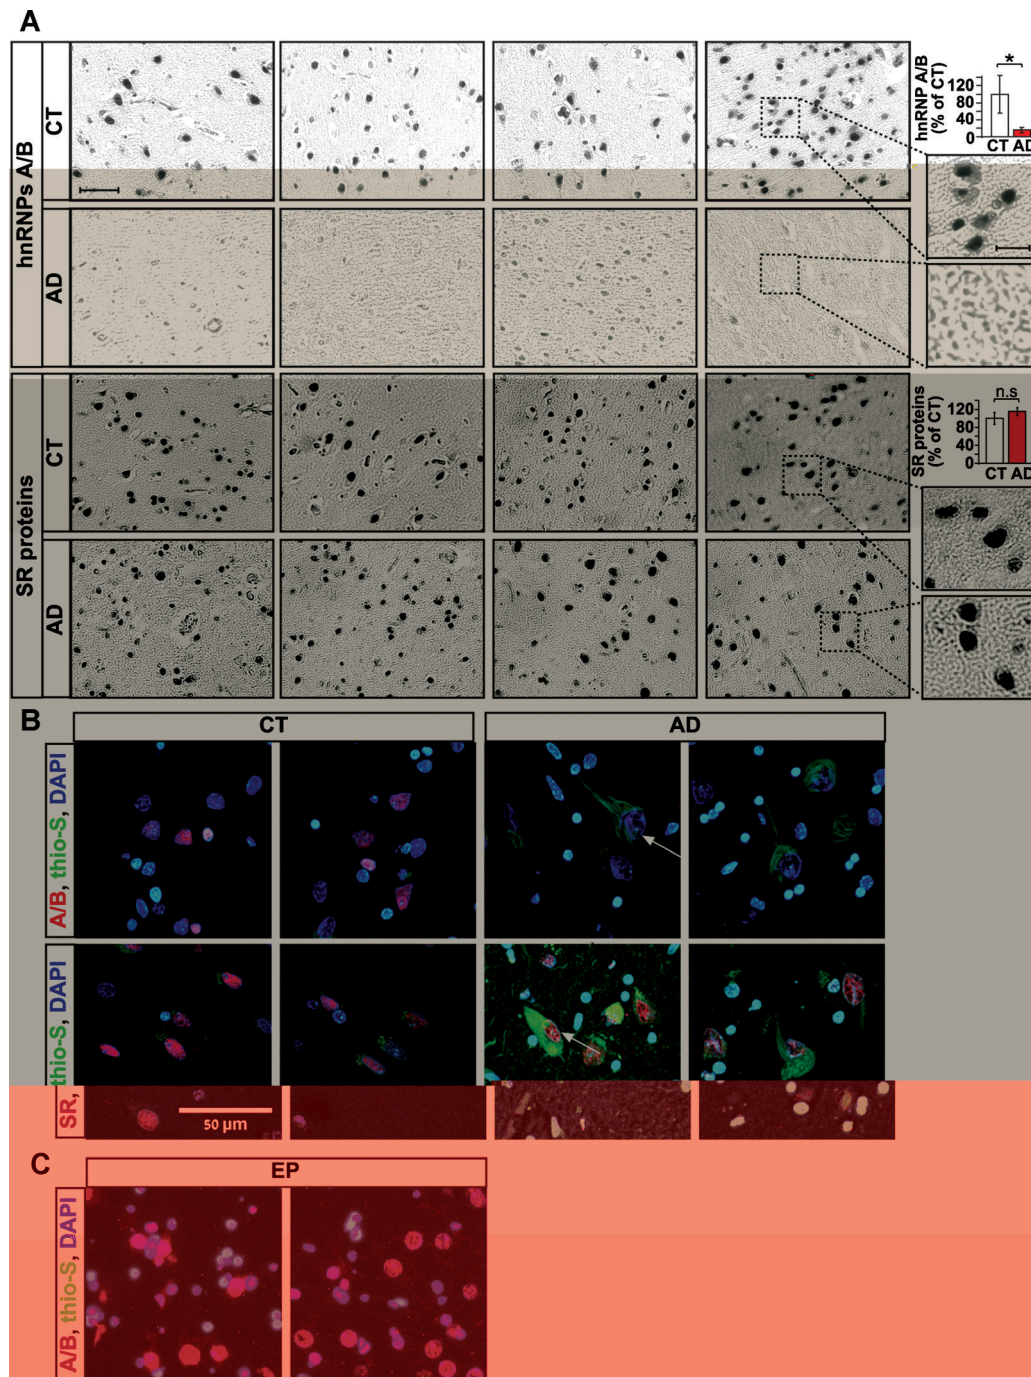 A
hnRNPs A/B
CT
AD
hnRNP A/B
(% of CT)
120
80
40
0
*
CT AD
SR proteins
CT
AD
SR proteins
(% of CT)
120
80
40
0
n.s
CT AD
B
CT
AD
A/B, thio-S, DAPI
SR, thio-S, DAPI
50 µm
C
EP
A/B, thio-S, DAPI